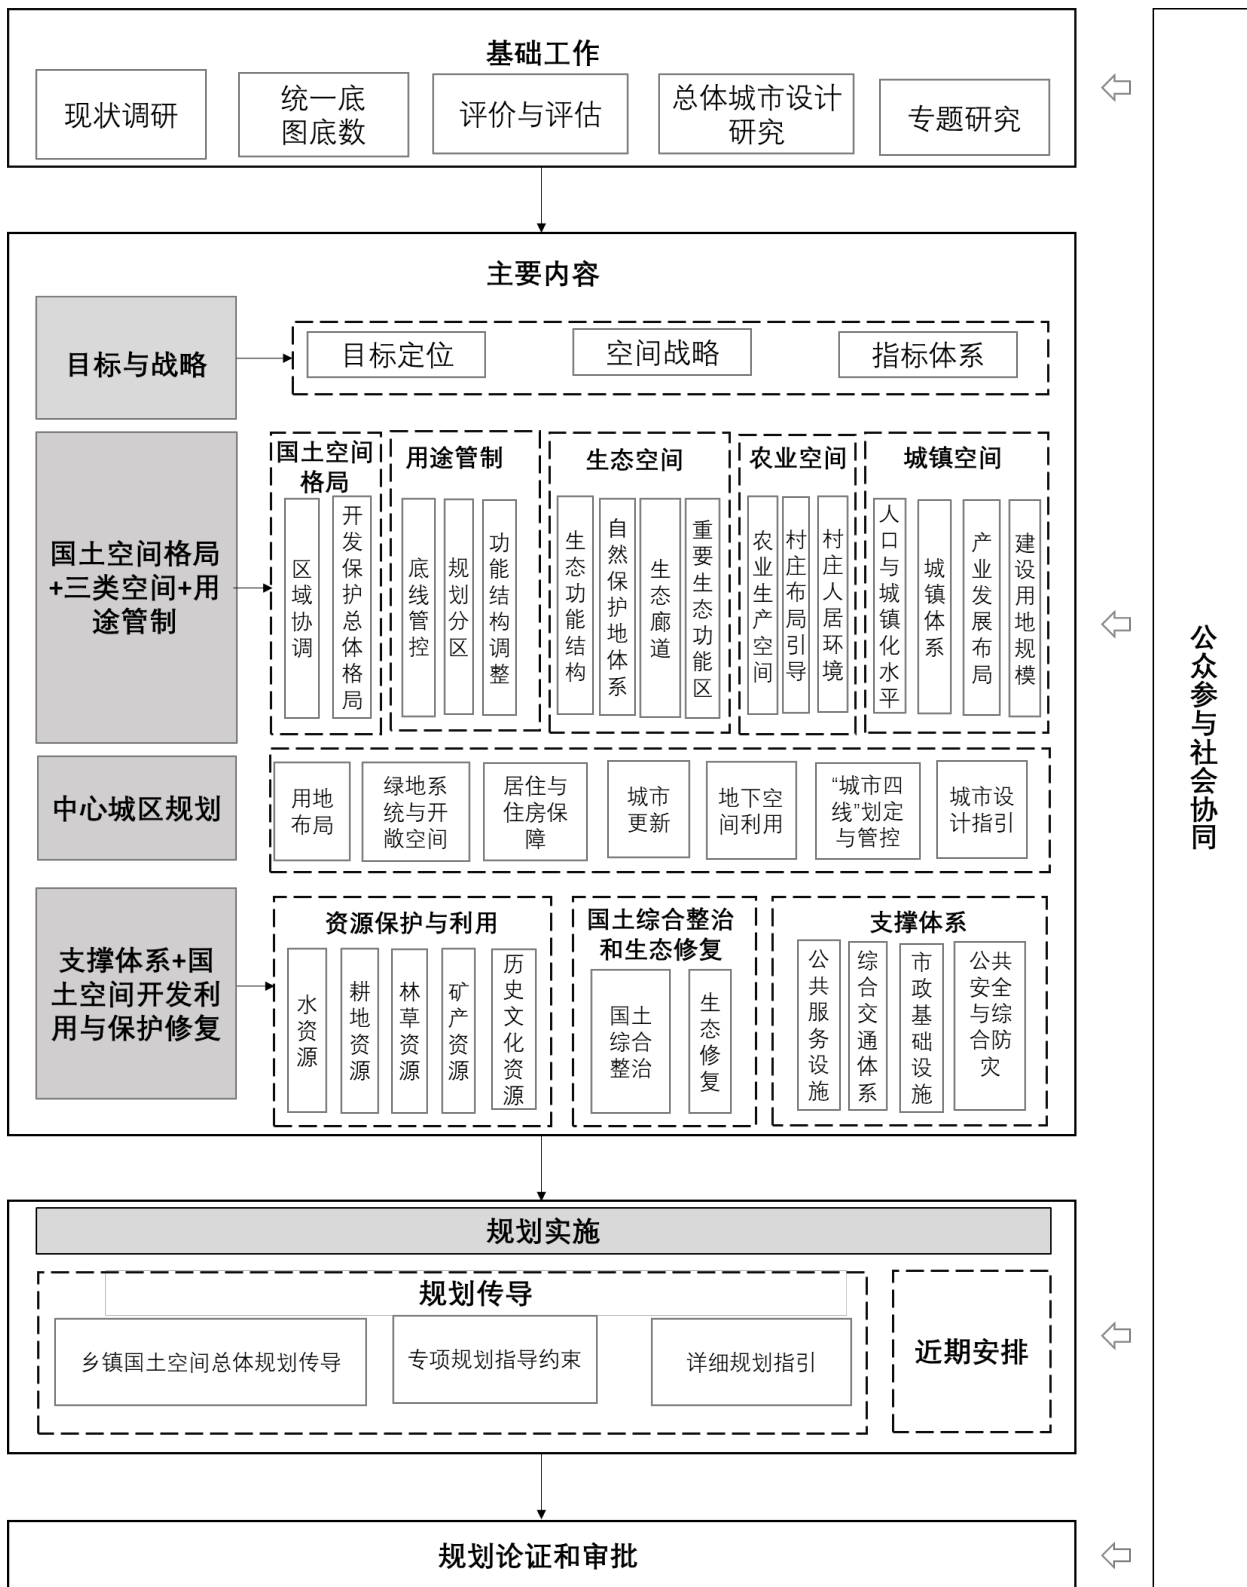 基础工作
现状调研
统一底
图底数
评价与评估
总体城市设计
研究
专题研究
主要内容
目标与战略
目标定位
空间战略
指标体系
国土空间格局
+三类空间+用
途管制
国土空间
格局
区域协调
开发保护总体格局
用途管制
底线管控
规划分区
功能结构调整
生态空间
生态功能结构
自然保护地体系
生态廊道
重要生态功能区
农业空间
农业生产空间
村庄布局引导
村庄人居环境
城镇空间
人口与城镇化水平
城镇体系
产业发展布局
建设用地规模
中心城区规划
用地
布局
绿地系
统与开
敞空间
居住与
住房保
障
城市
更新
地下空
间利用
“城市四
线”划定
与管控
城市设
计指引
支撑体系+国
土空间开发利
用与保护修复
资源保护与利用
水资源
耕地资源
林草资源
矿产资源
历史文化资源
国土综合整治
和生态修复
国土
综合
整治
生态修复
支撑体系
公共服务设施
综合交通体系
市政基础设施
公共
安全
与综
合防
灾
规划实施
规划传导
乡镇国土空间总体规划传导
专项规划指导约束
详细规划指引
近期安排
规划论证和审批
公众参与社会协同